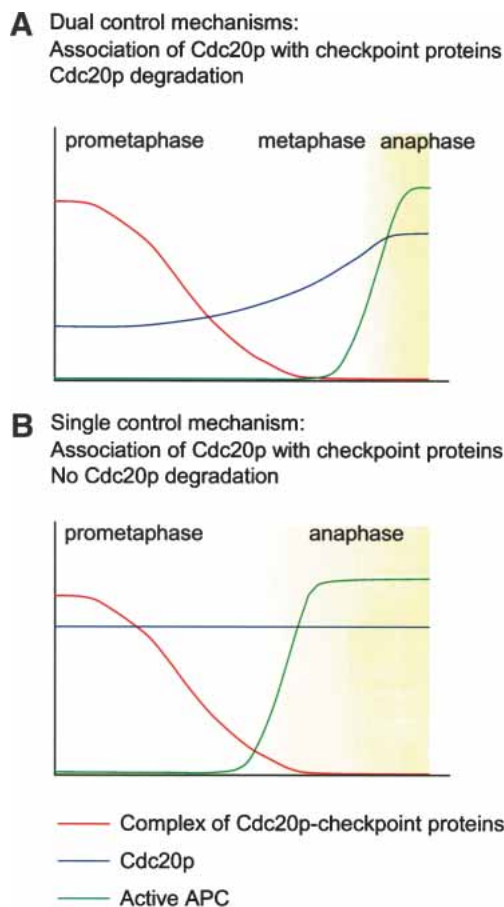 A Dual control mechanisms:
Association of Cdc20p with checkpoint proteins
Cdc20p degradation
prometaphase metaphase anaphase
B Single control mechanism:
Association of Cdc20p with checkpoint proteins
No Cdc20p degradation
prometaphase anaphase
Complex of Cdc20p-checkpoint proteins
Cdc20p
Active APC